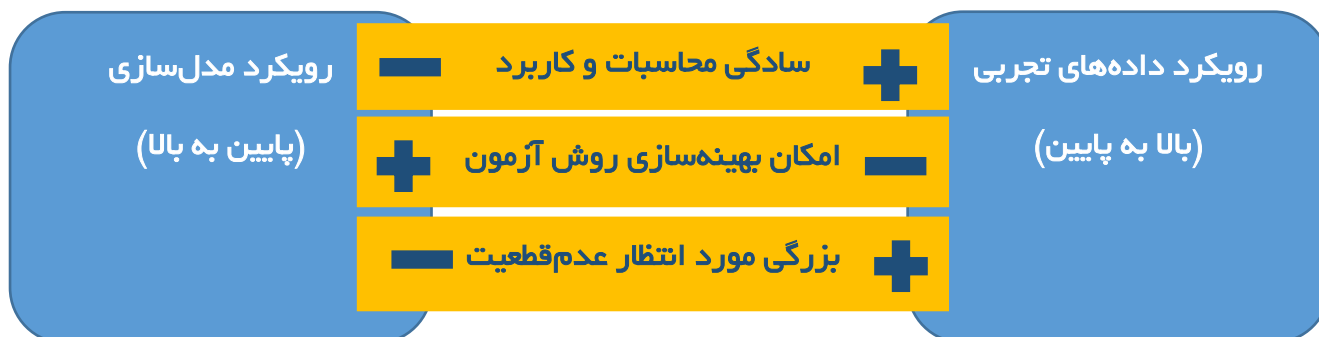 رویکرد داده‌های تجربی
(بالا به پایین)
+ سادگی محاسبات و کاربرد −
− امکان بهینه‌سازی روش آزمون +
+ بزرگی مورد انتظار عدم‌قطعیت −
رویکرد مدل‌سازی
(پایین به بالا)